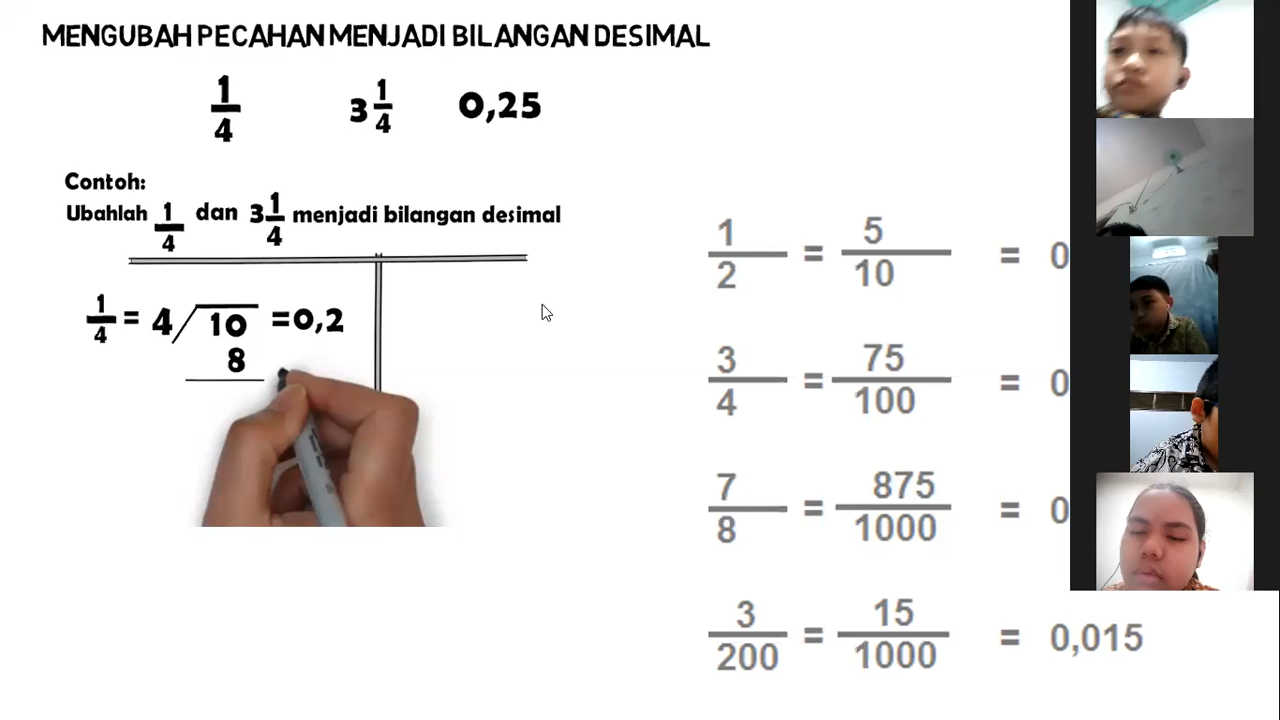 MENGUBAH PECAHAN MENJADI BILANGAN DESIMAL
1/4 3 1/4 0,25
Contoh:
Ubahlah 1/4 dan 3 1/4 menjadi bilangan desimal
1/4 = 4 / 10 = 0,2
8
1/2 = 5/10 = 0
3/4 = 75/100 = 0
7/8 = 875/1000 = 0
3/200 = 15/1000 = 0,015